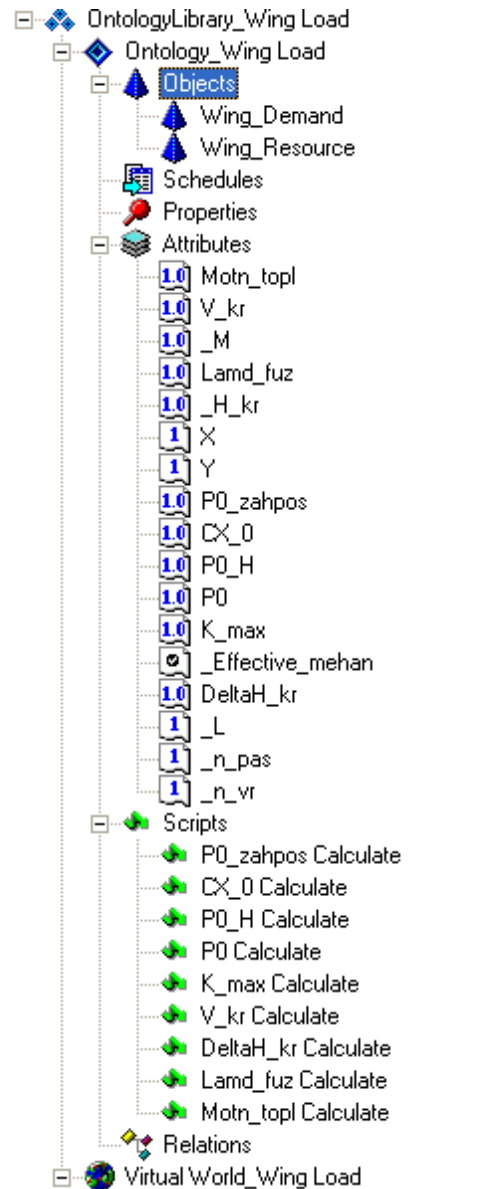 OntologyLibrary_Wing Load
Ontology_Wing Load
Objects
Wing_Demand
Wing_Resource
Schedules
Properties
Attributes
1.0 Motn_topl
1.0 V_kr
1.0 _M
1.0 Lamd_fuz
1.0 _H_kr
1 X
1 Y
1.0 P0_zahpos
1.0 CX_0
1.0 P0_H
1.0 P0
1.0 K_max
_Effective_mehan
1.0 DeltaH_kr
1 _L
1 _n_pas
1 _n_vr
Scripts
P0_zahpos Calculate
CX_0 Calculate
P0_H Calculate
P0 Calculate
K_max Calculate
V_kr Calculate
DeltaH_kr Calculate
Lamd_fuz Calculate
Motn_topl Calculate
Relations
Virtual World_Wing Load